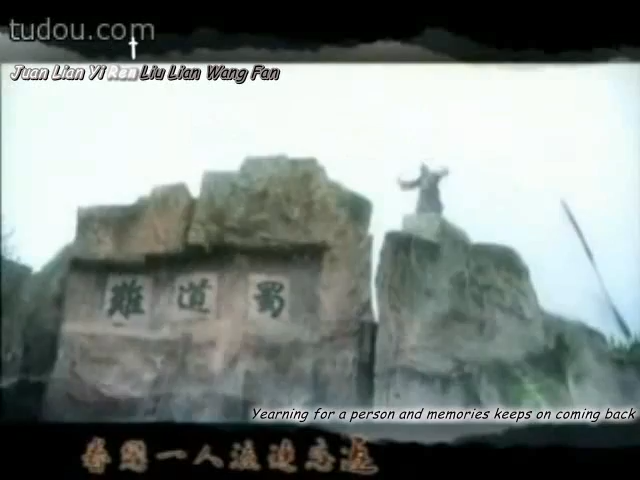 tudou.com
Juan Lian Yi Ren Liu Lian Wang Fan
蜀道難
Yearning for a person and memories keeps on coming back
眷戀一人流連忘返